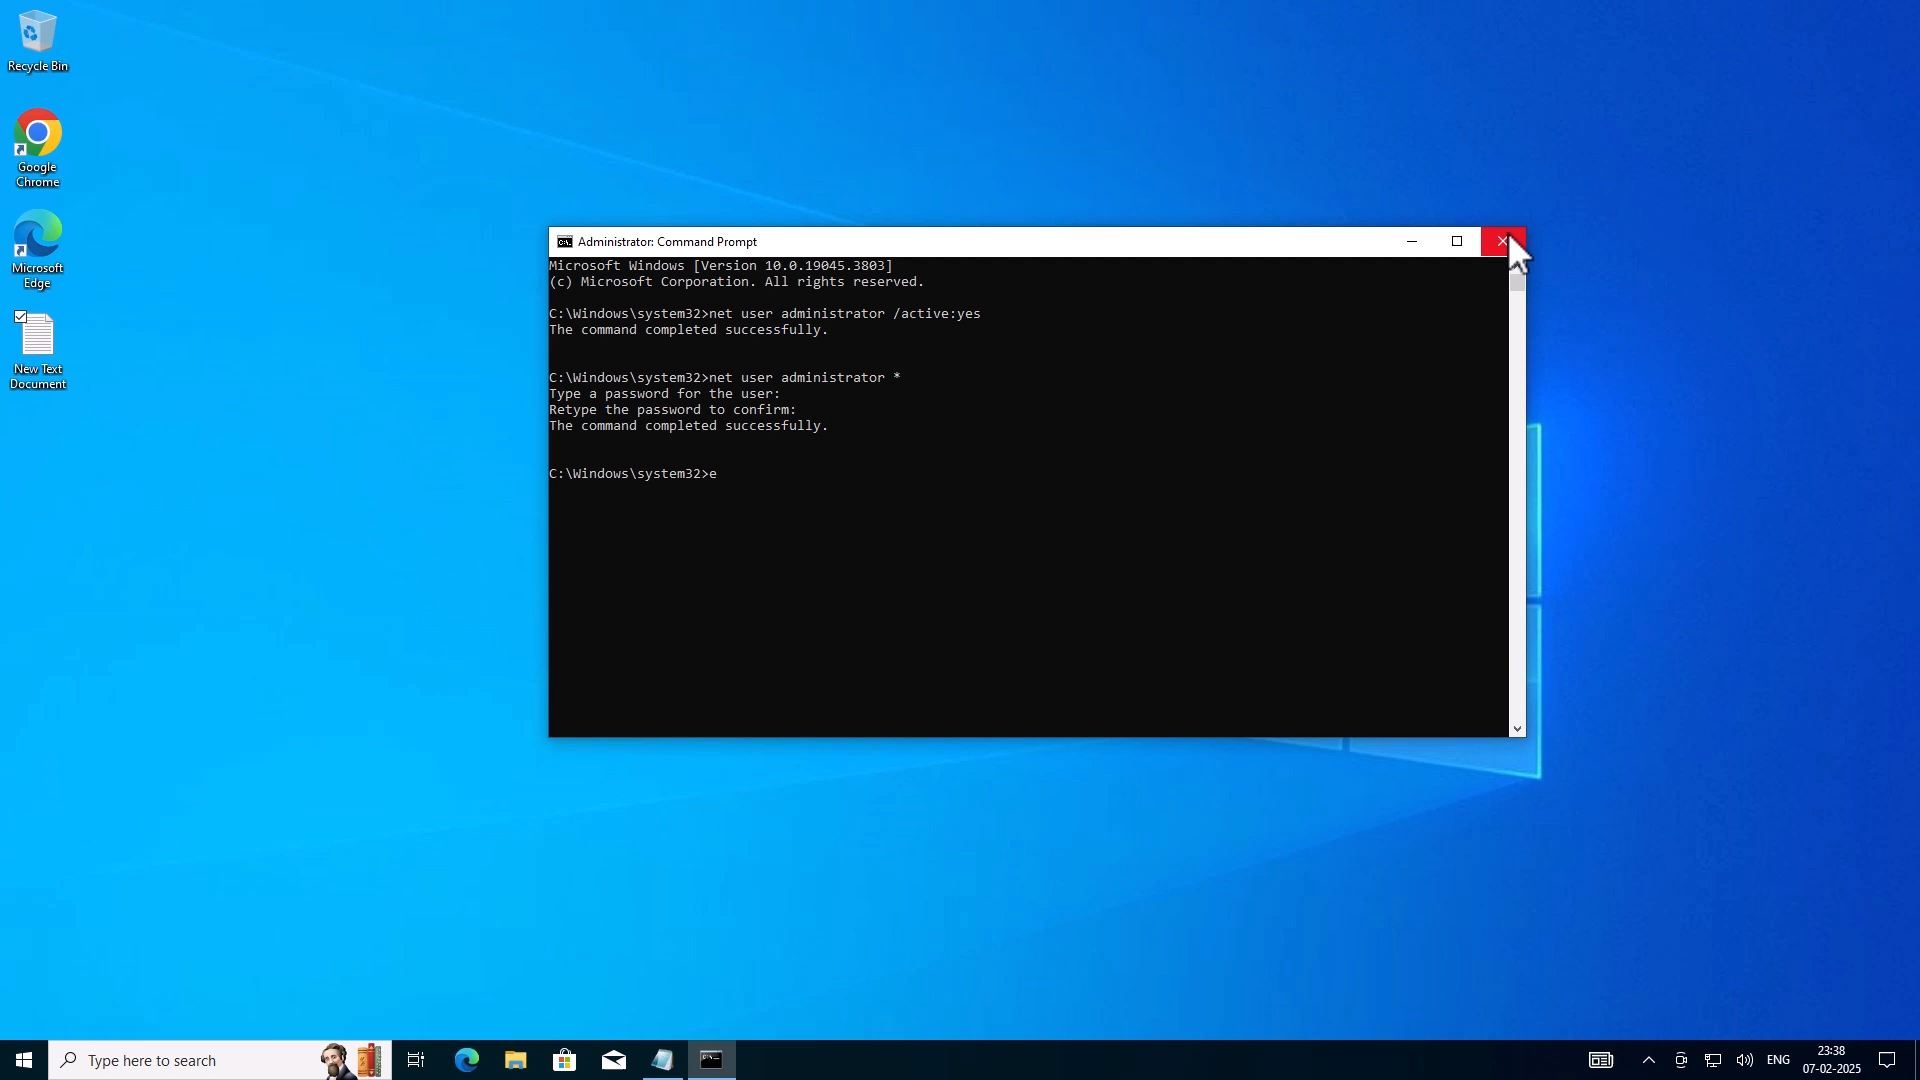 Recycle Bin
Google
Chrome
Microsoft
Edge
New Text
Document
Administrator: Command Prompt
Microsoft Windows [Version 10.0.19045.3803]
(c) Microsoft Corporation. All rights reserved.
C:\Windows\system32>net user administrator /active:yes
The command completed successfully.
C:\Windows\system32>net user administrator *
Type a password for the user:
Retype the password to confirm:
The command completed successfully.
C:\Windows\system32>e
Type here to search
ENG
23:38
07-02-2025